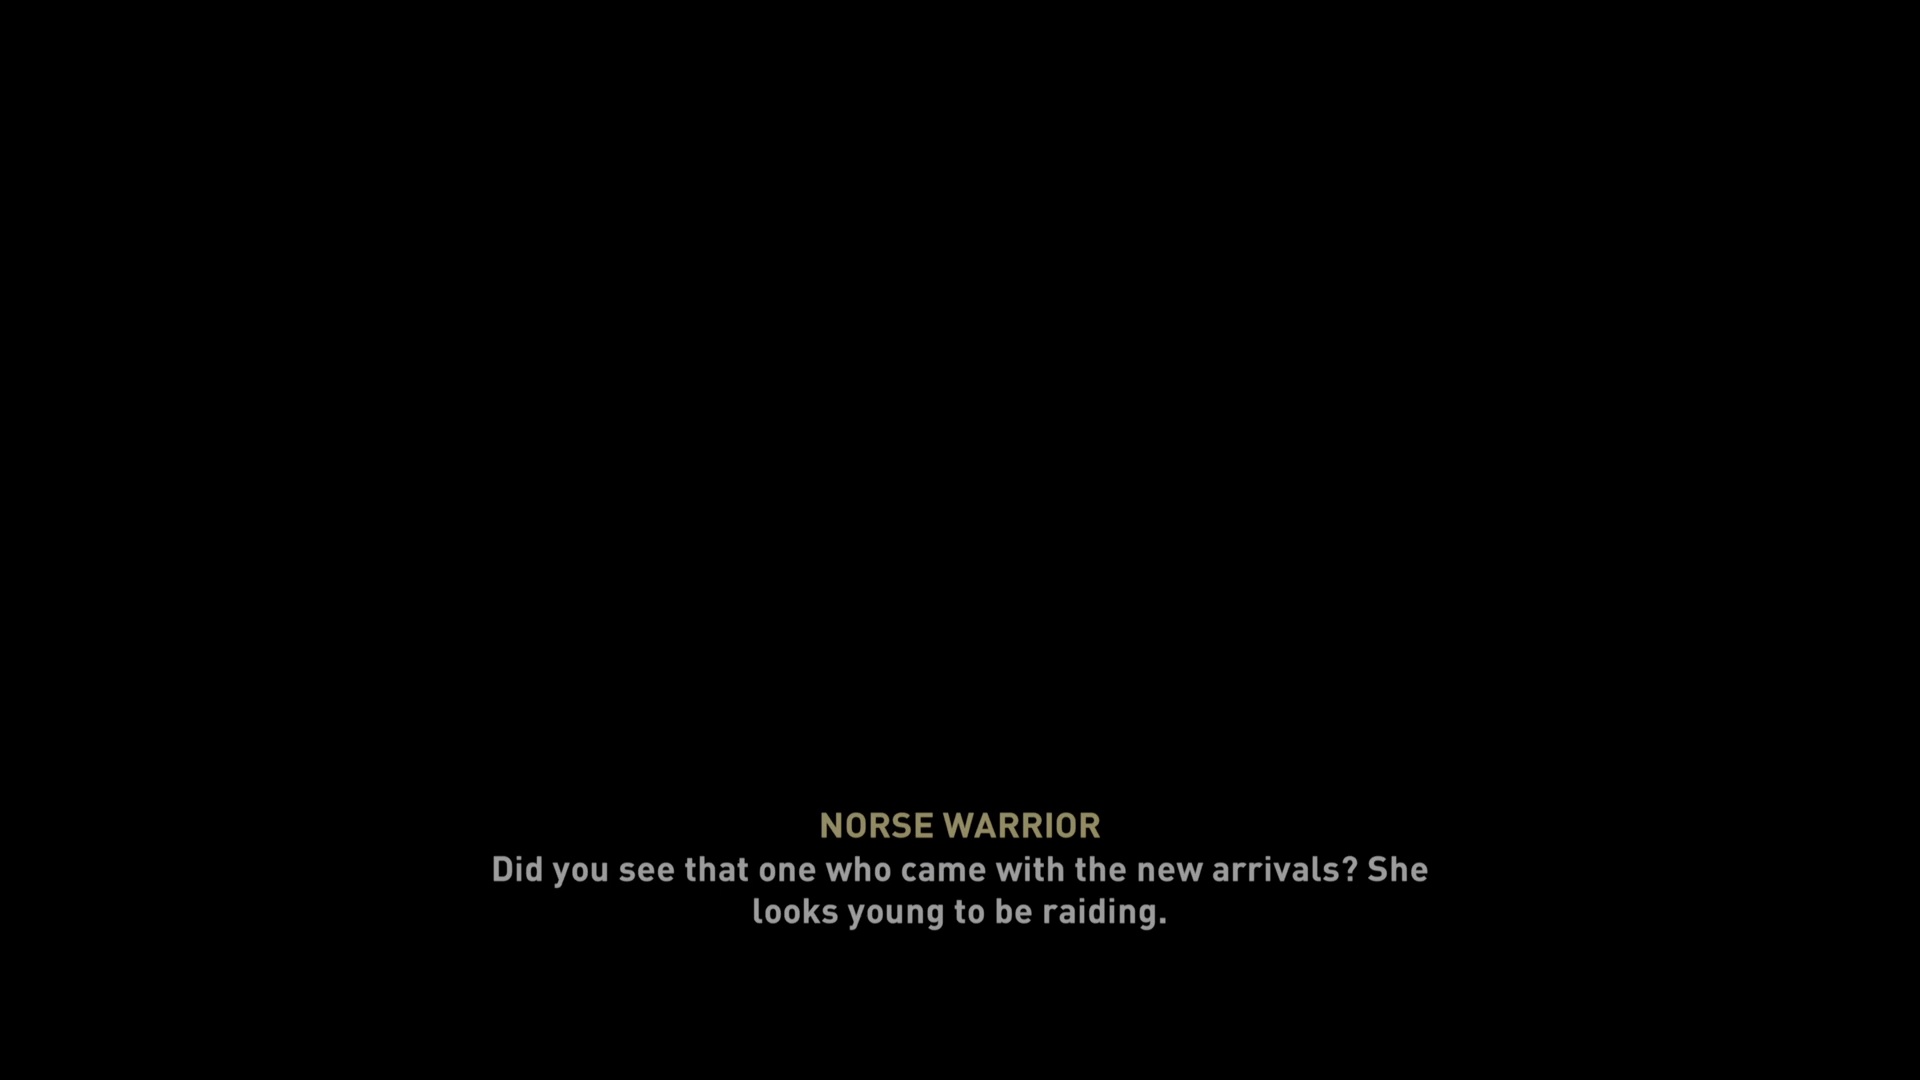 NORSE WARRIOR
Did you see that one who came with the new arrivals? She
looks young to be raiding.